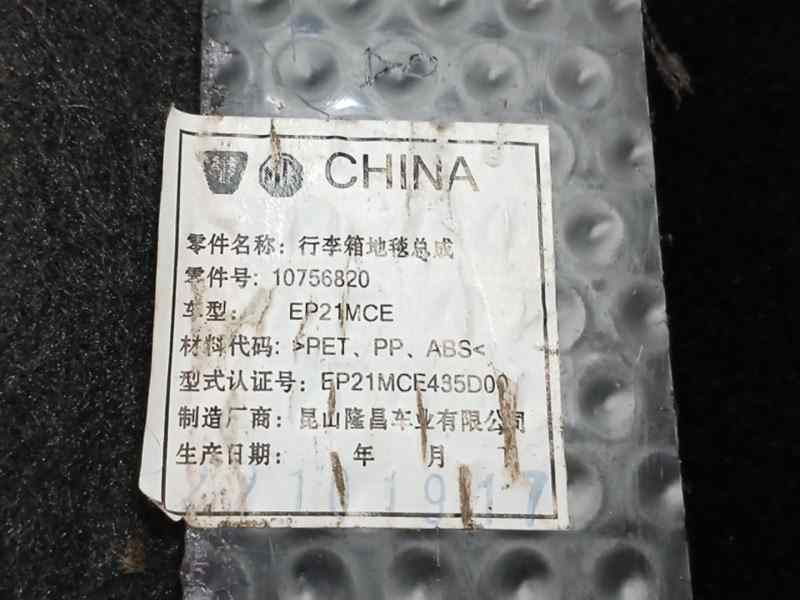 CHINA
零件名称：行李箱地毯总成
零件号：10756820
车型： EP21MCE
材料代码：>PET、PP、ABS<
型式认证号：EP21MCE435D00
制造厂商：昆山隆昌车业有限公司
生产日期： 年 月